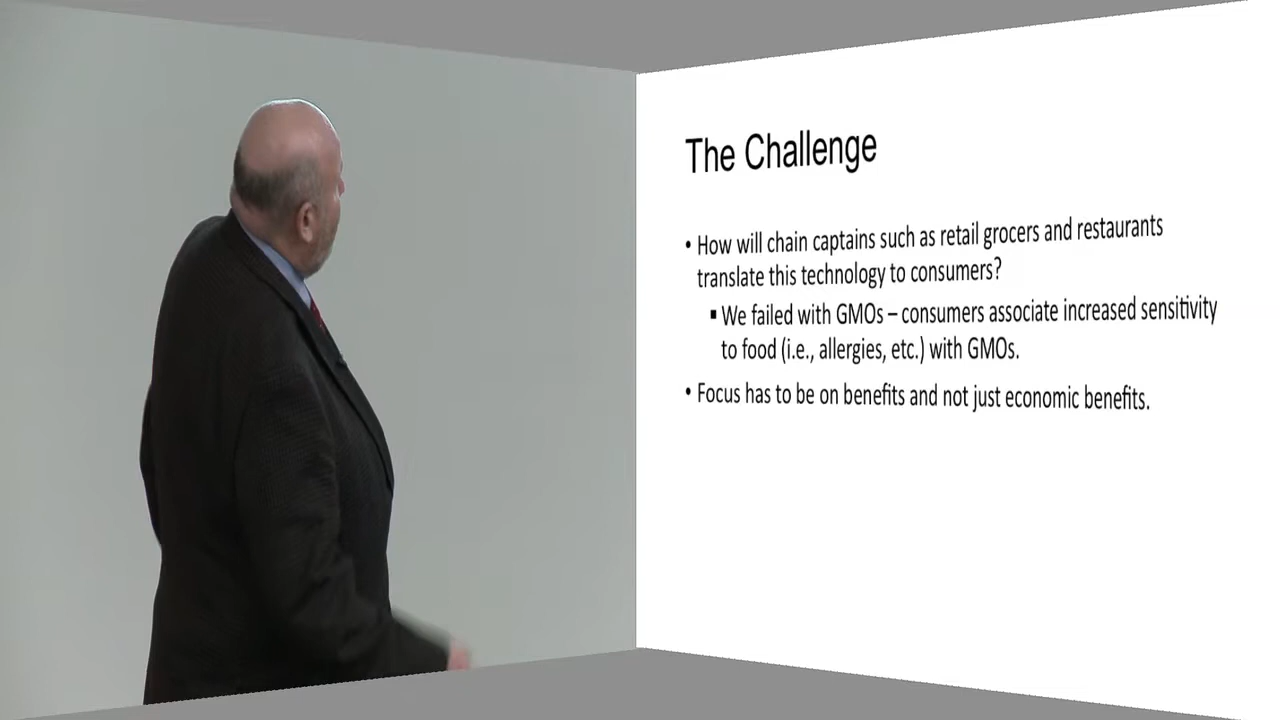 The Challenge
• How will chain captains such as retail grocers and restaurants
translate this technology to consumers?
▪ We failed with GMOs – consumers associate increased sensitivity
to food (i.e., allergies, etc.) with GMOs.
• Focus has to be on benefits and not just economic benefits.